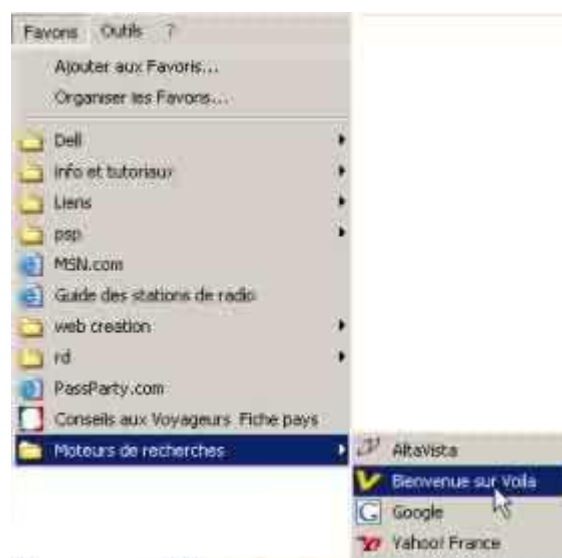 Favoris Outils ?
Ajouter aux Favoris...
Organiser les Favoris...
Dell
info et tutoriaux
Liens
psp
MSN.com
Guide des stations de radio
web creation
rd
PassParty.com
Conseils aux Voyageurs Fiche pays
Moteurs de recherches
AltaVista
Bienvenue sur Voila
Google
Yahoo! France